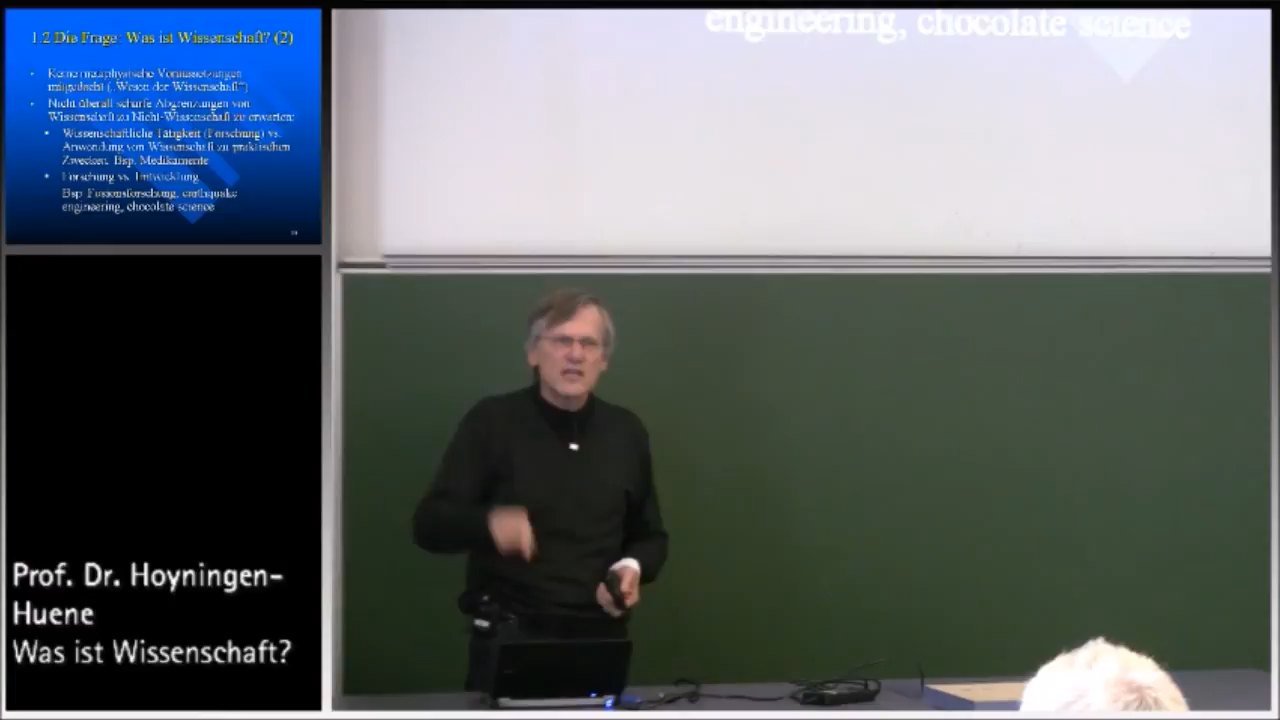 1.2 Die Frage: Was ist Wissenschaft? (2)
Keine metaphysische Voraussetzungen
mitgedacht („Wesen der Wissenschaft“)
Nicht überall scharfe Abgrenzungen von
Wissenschaft zu Nicht-Wissenschaft zu erwarten:
Wissenschaftliche Tätigkeit (Forschung) vs.
Anwendung von Wissenschaft zu praktischen
Zwecken. Bsp. Medikamente
Forschung vs. Entwicklung
Bsp Fusionsforschung, earthquake
engineering, chocolate science
engineering, chocolate science
Prof. Dr. Hoyningen-
Huene
Was ist Wissenschaft?